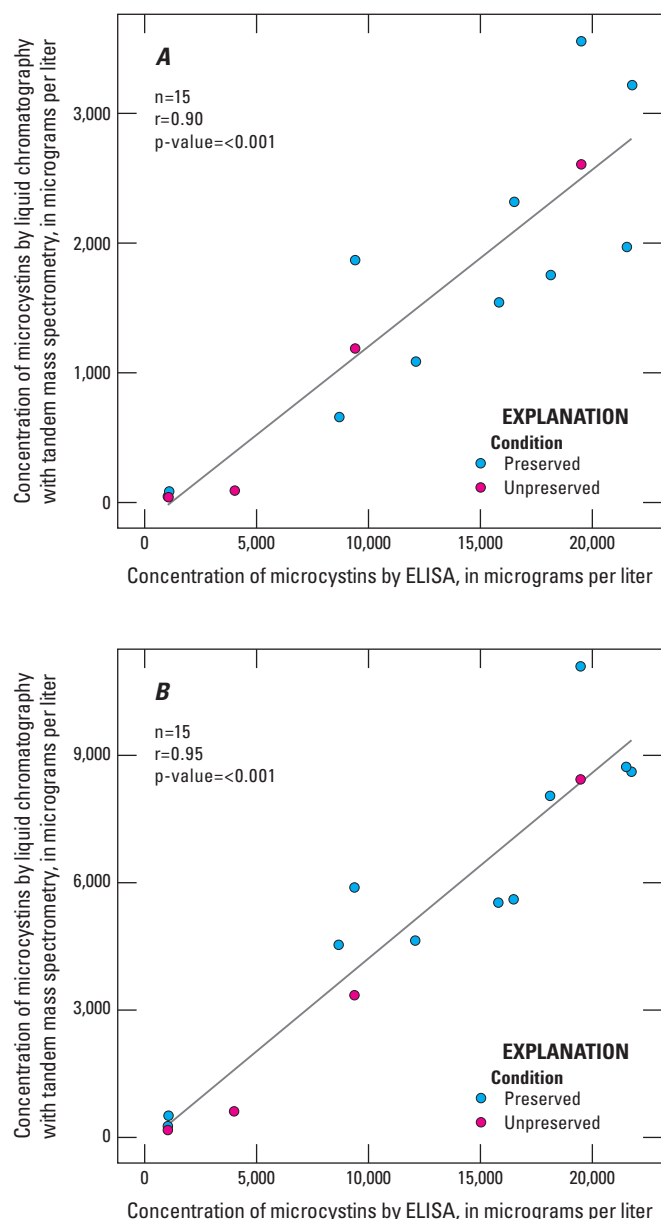 A
n=15
r=0.90
p-value=<0.001
Concentration of microcystins by liquid chromatography
with tandem mass spectrometry, in micrograms per liter
3,000
2,000
1,000
0
EXPLANATION
Condition
Preserved
Unpreserved
0 5,000 10,000 15,000 20,000
Concentration of microcystins by ELISA, in micrograms per liter
B
n=15
r=0.95
p-value=<0.001
Concentration of microcystins by liquid chromatography
with tandem mass spectrometry, in micrograms per liter
9,000
6,000
3,000
0
EXPLANATION
Condition
Preserved
Unpreserved
0 5,000 10,000 15,000 20,000
Concentration of microcystins by ELISA, in micrograms per liter